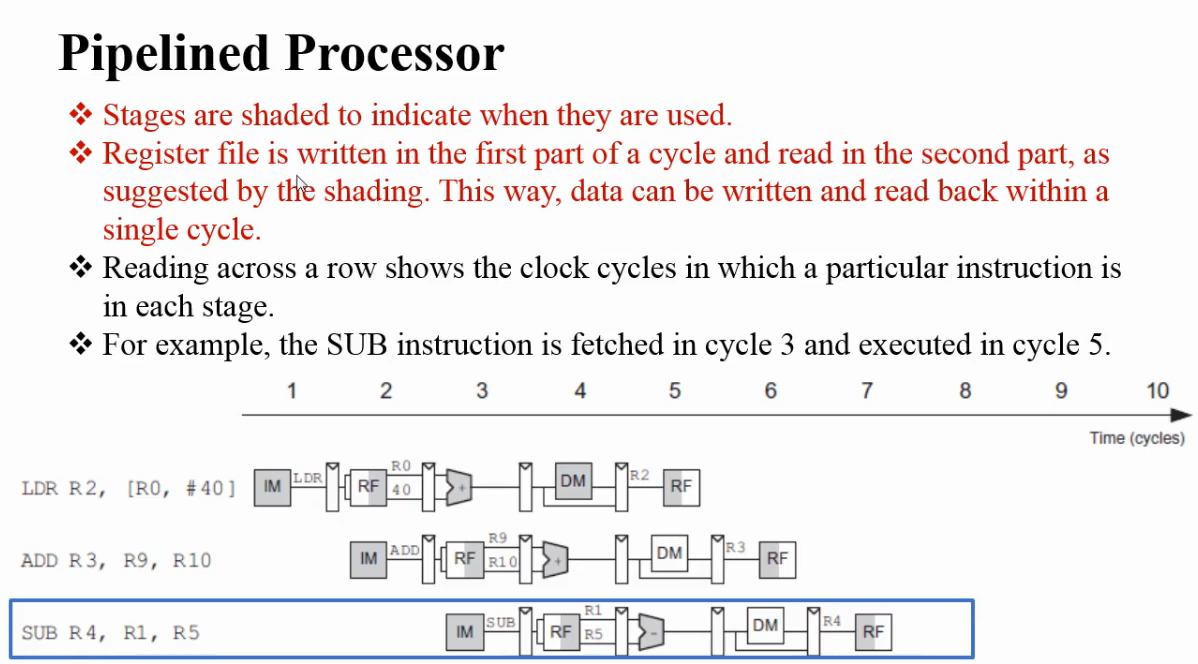 Pipelined Processor
❖ Stages are shaded to indicate when they are used.
❖ Register file is written in the first part of a cycle and read in the second part, as
suggested by the shading. This way, data can be written and read back within a
single cycle.
❖ Reading across a row shows the clock cycles in which a particular instruction is
in each stage.
❖ For example, the SUB instruction is fetched in cycle 3 and executed in cycle 5.
1 2 3 4 5 6 7 8 9 10
Time (cycles)
LDR R2, [R0, #40] IM LDR RF R0 40 + DM R2 RF
ADD R3, R9, R10 IM ADD RF R9 R10 + DM R3 RF
SUB R4, R1, R5 IM SUB RF R1 R5 - DM R4 RF